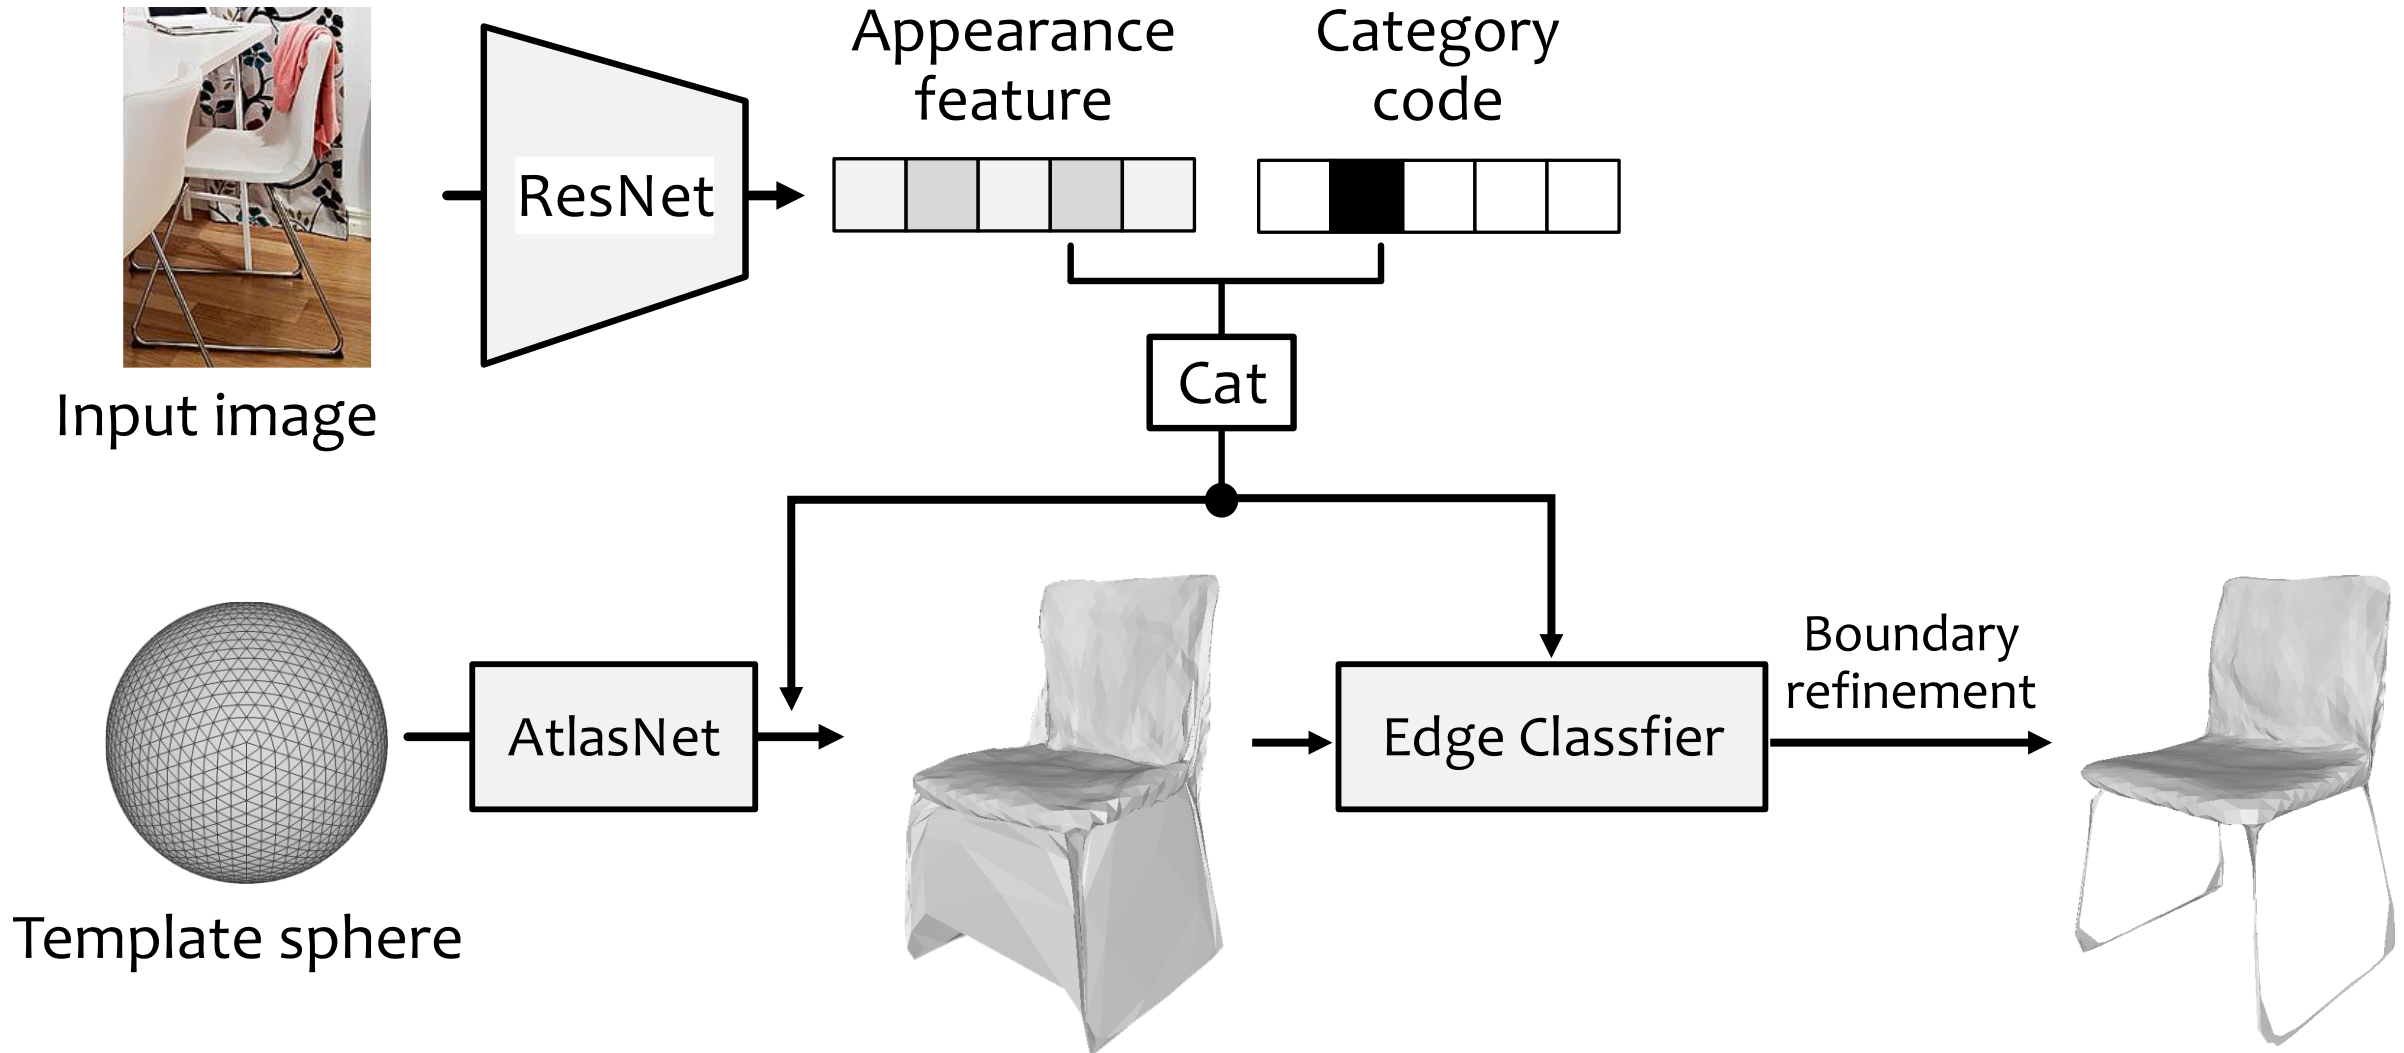 Appearance
feature
Category
code
ResNet
Input image
Cat
AtlasNet
Edge Classfier
Boundary
refinement
Template sphere